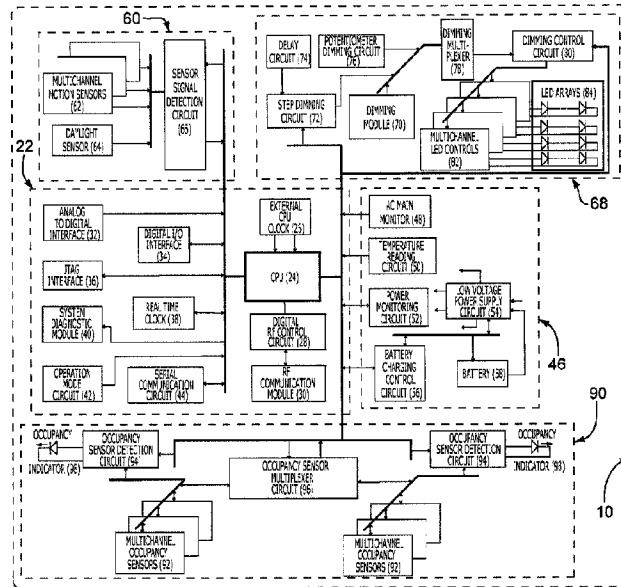 60
MULTICHANNEL
MOTION SENSORS
(62)
DAYLIGHT
SENSOR (64)
SENSOR
SIGNAL
DETECTION
CIRCUIT
(65)
DELAY
CIRCUIT (74)
POTENTIOMETER
DIMMING CIRCUIT
(76)
DIMMING
MULTI-
PLEXER
(78)
DIMMING CONTROL
CIRCUIT (80)
STEP DIMMING
CIRCUIT (72)
DIMMING
MODULE (70)
MULTICHANNEL
LED CONTROLS
(82)
LED ARRAYS (84)
68
22
ANALOG
TO DIGITAL
INTERFACE (32)
DIGITAL I/O
INTERFACE
(34)
JTAG
INTERFACE (36)
SYSTEM
DIAGNOSTIC
MODULE (40)
REAL TIME
CLOCK (38)
OPERATION
MODE
CIRCUIT (42)
SERIAL
COMMUNICATION
CIRCUIT (44)
EXTERNAL
CPU
CLOCK (25)
CPU (24)
DIGITAL
RF CONTROL
CIRCUIT
(28)
RF
COMMUNICATION
MODULE (30)
AC MAIN
MONITOR (48)
TEMPERATURE
READING
CIRCUIT (50)
POWER
MONITORING
CIRCUIT (52)
LOW VOLTAGE
POWER SUPPLY
CIRCUIT (54)
BATTERY
CHARGING
CONTROL
CIRCUIT (56)
BATTERY (58)
46
90
OCCUPANCY
INDICATOR (98)
OCCUPANCY
SENSOR DETECTION
CIRCUIT (94)
OCCUPANCY SENSOR
MULTIPLEXER
CIRCUIT (96)
OCCUPANCY
SENSOR DETECTION
CIRCUIT (94)
OCCUPANCY
INDICATOR (98)
MULTICHANNEL
OCCUPANCY
SENSORS (92)
MULTICHANNEL
OCCUPANCY
SENSORS (92)
10